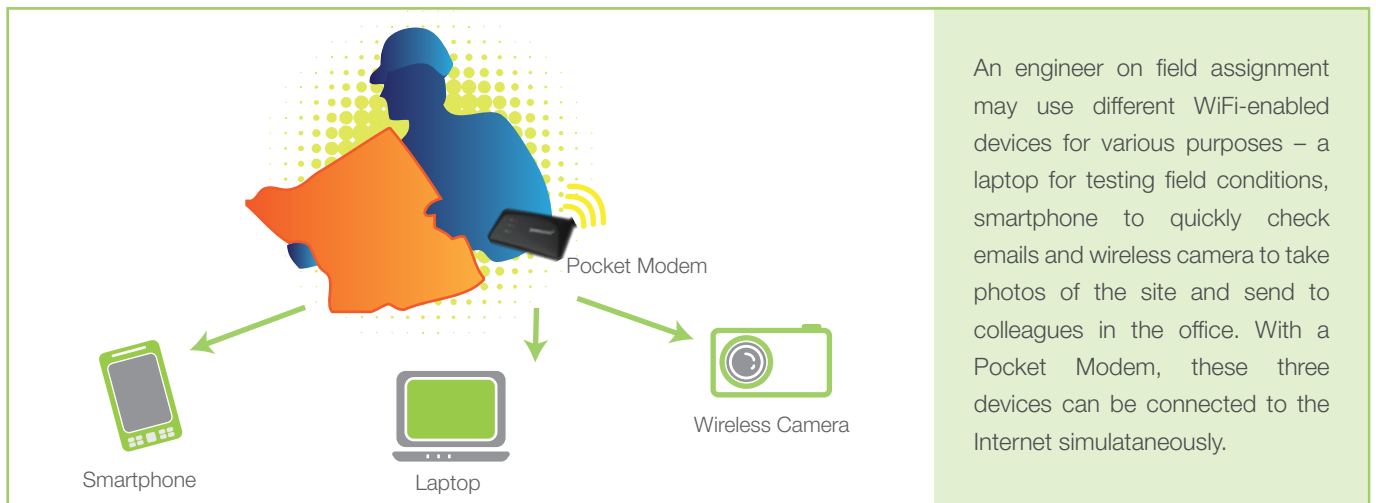 Pocket Modem
Smartphone
Laptop
Wireless Camera
An engineer on field assignment
may use different WiFi-enabled
devices for various purposes – a
laptop for testing field conditions,
smartphone to quickly check
emails and wireless camera to take
photos of the site and send to
colleagues in the office. With a
Pocket Modem, these three
devices can be connected to the
Internet simulataneously.